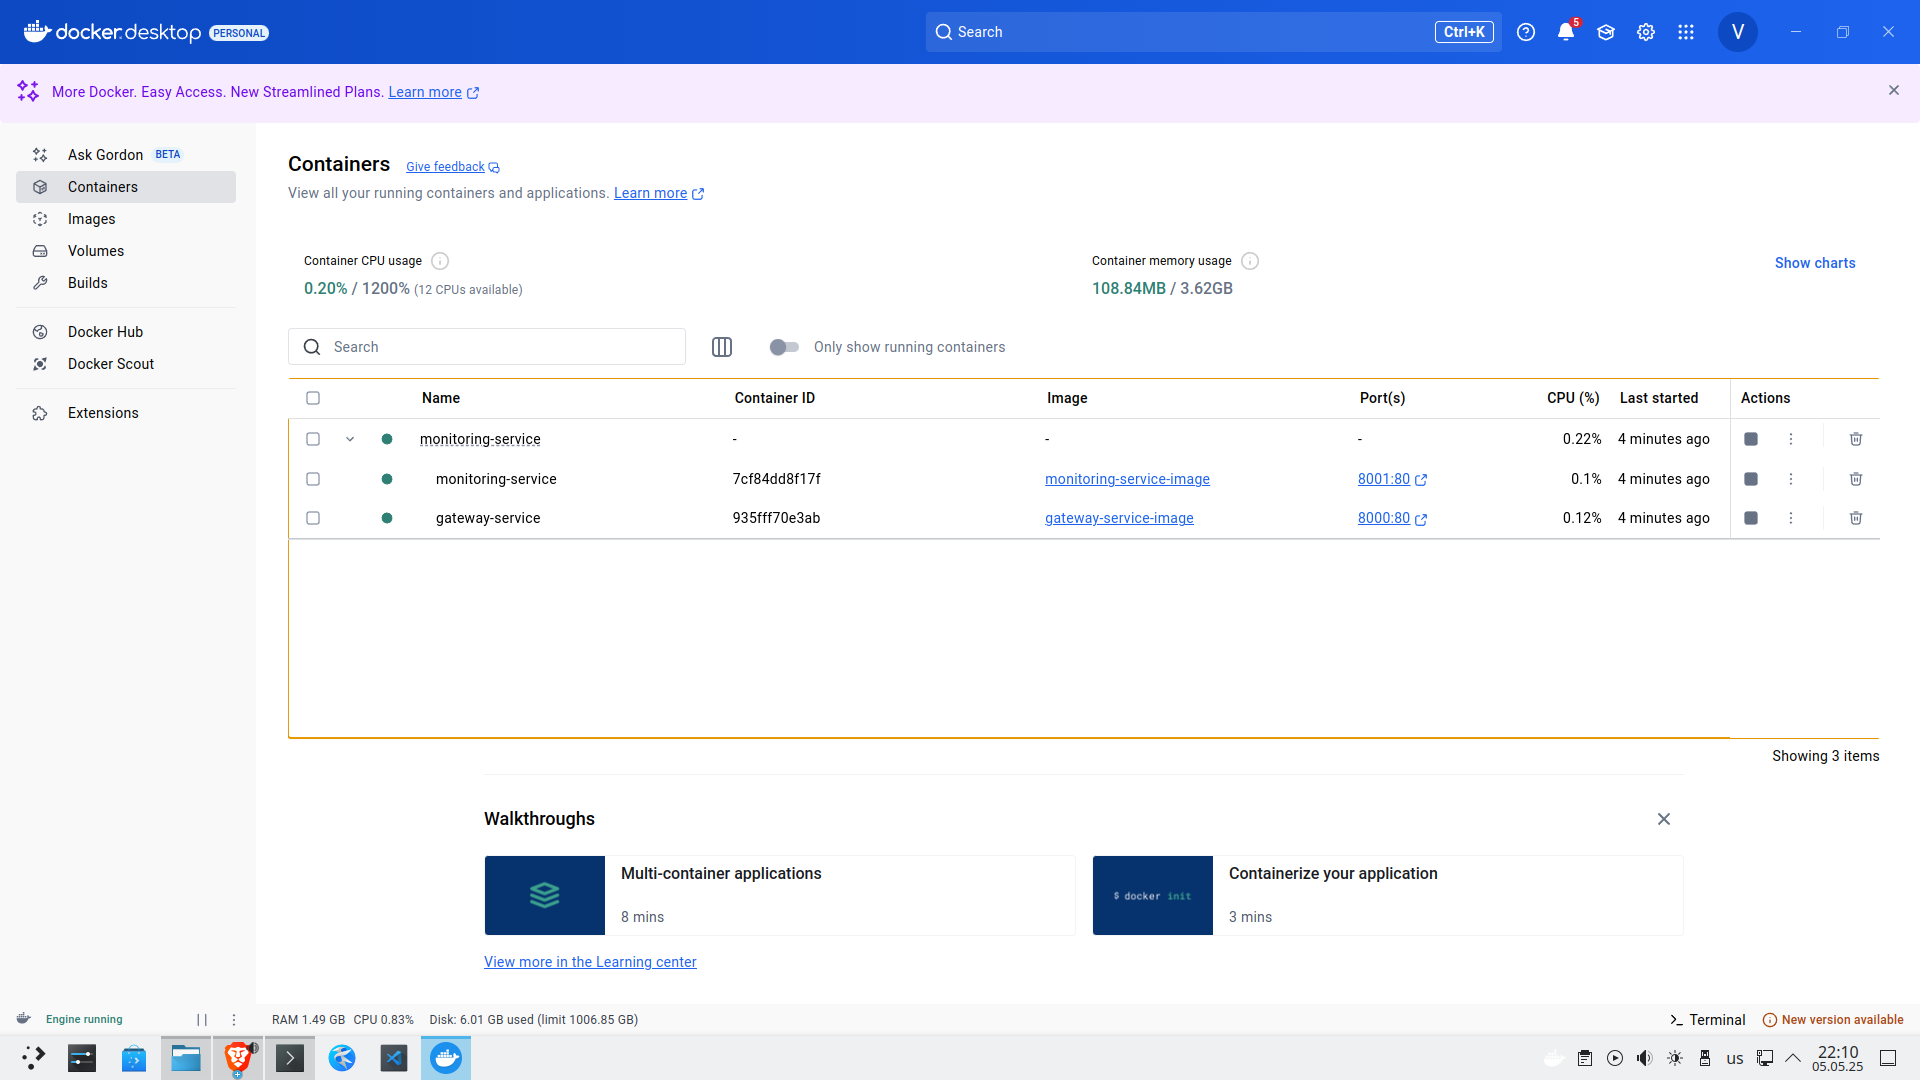 docker.desktop PERSONAL
Search Ctrl+K 5 V
More Docker. Easy Access. New Streamlined Plans. Learn more
Ask Gordon BETA
Containers
Images
Volumes
Builds
Docker Hub
Docker Scout
Extensions
Containers Give feedback
View all your running containers and applications. Learn more
Container CPU usage
0.20% / 1200% (12 CPUs available)
Container memory usage
108.84MB / 3.62GB
Show charts
Search
Only show running containers
Name Container ID Image Port(s) CPU (%) Last started Actions
monitoring-service - - - 0.22% 4 minutes ago
monitoring-service 7cf84dd8f17f monitoring-service-image 8001:80 0.1% 4 minutes ago
gateway-service 935fff70e3ab gateway-service-image 8000:80 0.12% 4 minutes ago
Showing 3 items
Walkthroughs
Multi-container applications
8 mins
$ docker init
Containerize your application
3 mins
View more in the Learning center
Engine running
RAM 1.49 GB CPU 0.83% Disk: 6.01 GB used (limit 1006.85 GB)
Terminal
New version available
us
22:10
05.05.25